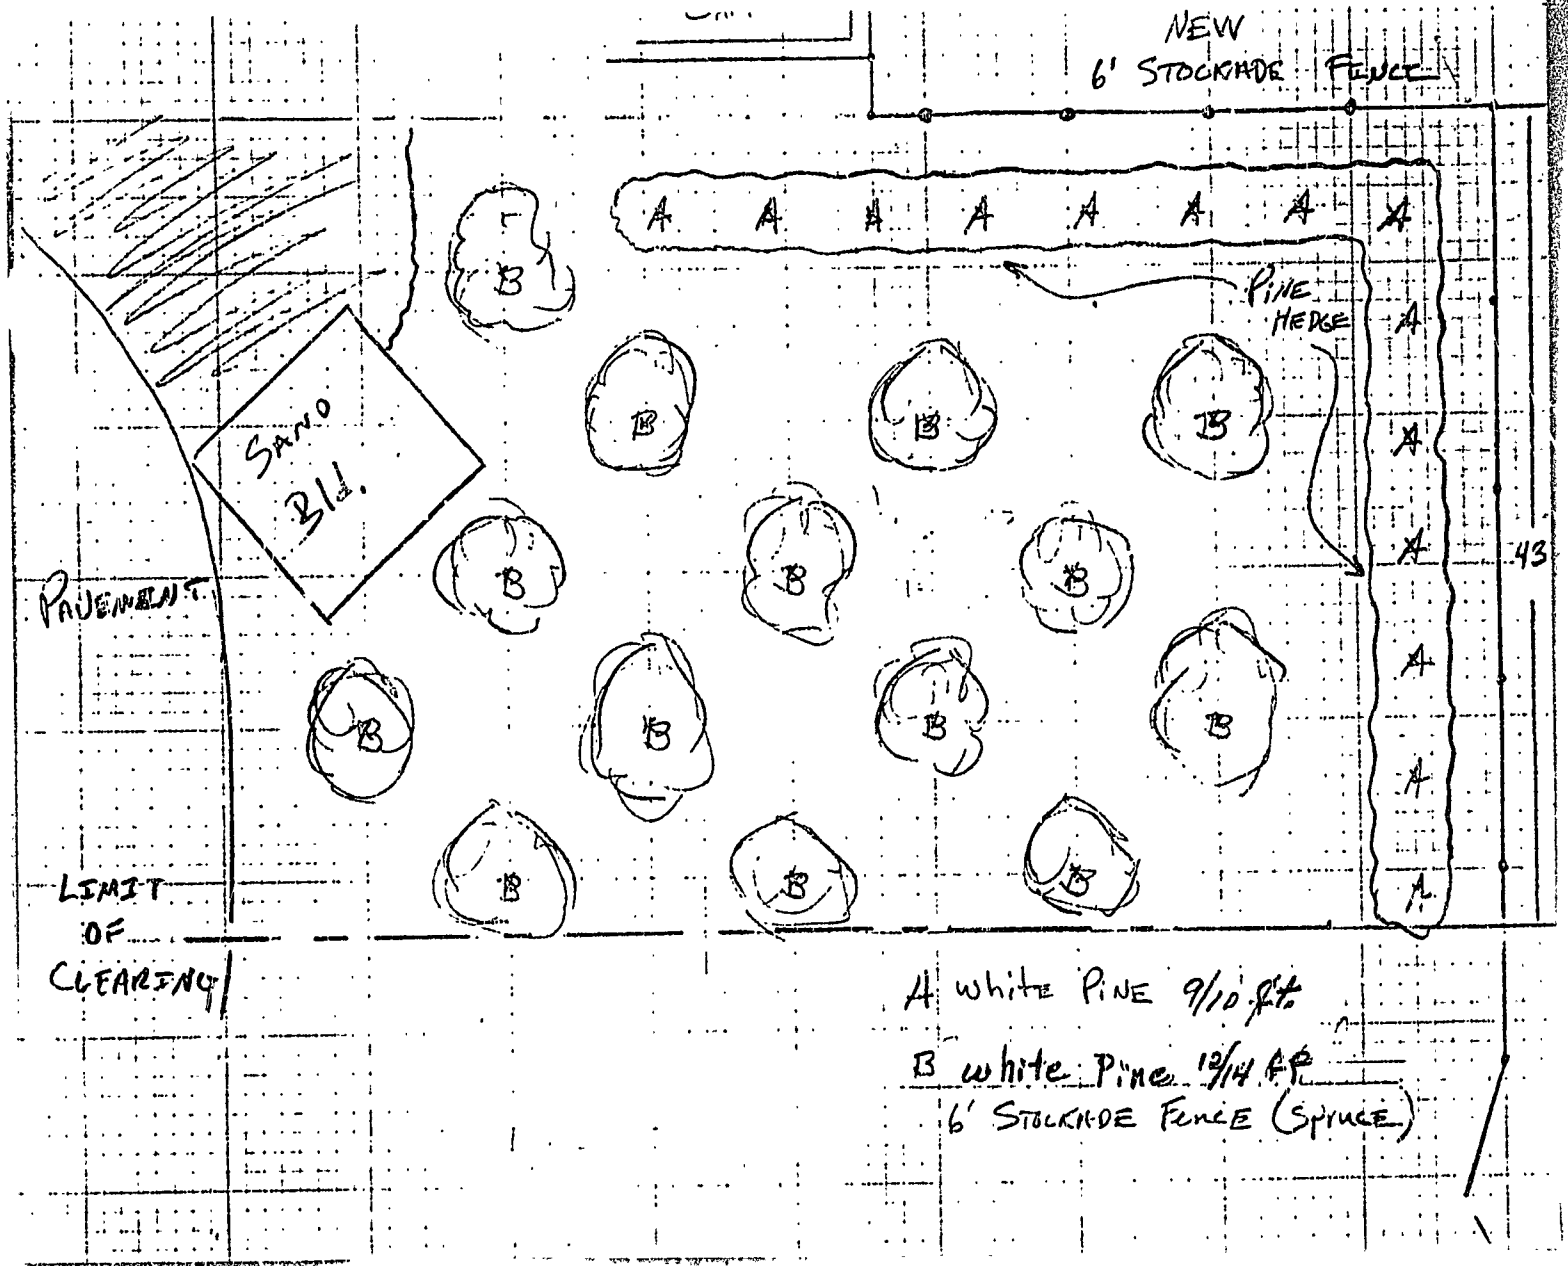 NEW
6' STOCKADE FENCE
A A A A A A A A
B
PINE
HEDGE
A
B B B
A
SAND
Bld.
B B B
A
43
PAVEMENT
A
B B B B
A
B B B
A
LIMIT
OF
CLEARING
A white PINE 9/10 ft.
B white Pine 12/14 ft
6' STOCKADE FENCE (Spruce)